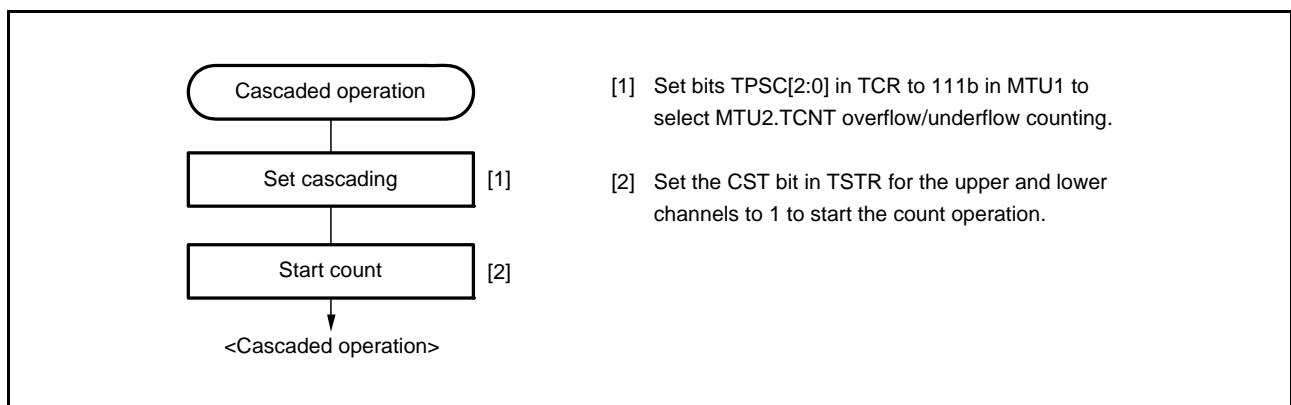 Cascaded operation
Set cascading
[1]
Start count
[2]
<Cascaded operation>
[1] Set bits TPSC[2:0] in TCR to 111b in MTU1 to
select MTU2.TCNT overflow/underflow counting.
[2] Set the CST bit in TSTR for the upper and lower
channels to 1 to start the count operation.